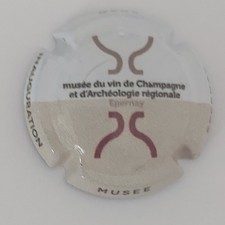 musée du vin de Champagne
et d'Archéologie régionale
Epernay
INAUGURATION
MUSEE